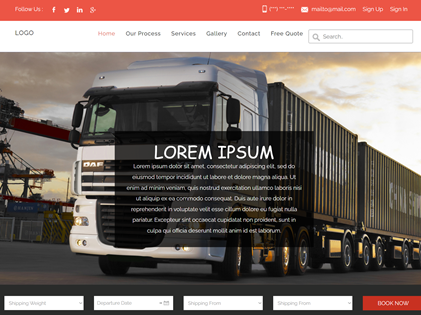 Follow Us :
(***) ***-**** mailto@mail.com Sign Up Sign In
LOGO
Home Our Process Services Gallery Contact Free Quote Search..
DAF
LOREM IPSUM
Lorem ipsum dolor sit amet, consectetur adipiscing elit, sed do
eiusmod tempor incididunt ut labore et dolore magna aliqua. Ut
enim ad minim veniam, quis nostrud exercitation ullamco laboris nisi
ut aliquip ex ea commodo consequat. Duis aute irure dolor in
reprehenderit in voluptate velit esse cillum dolore eu fugiat nulla
pariatur. Excepteur sint occaecat cupidatat non proident, sunt in
culpa qui officia deserunt mollit anim id est laborum.
Shipping Weight Departure Date Shipping From Shipping From BOOK NOW